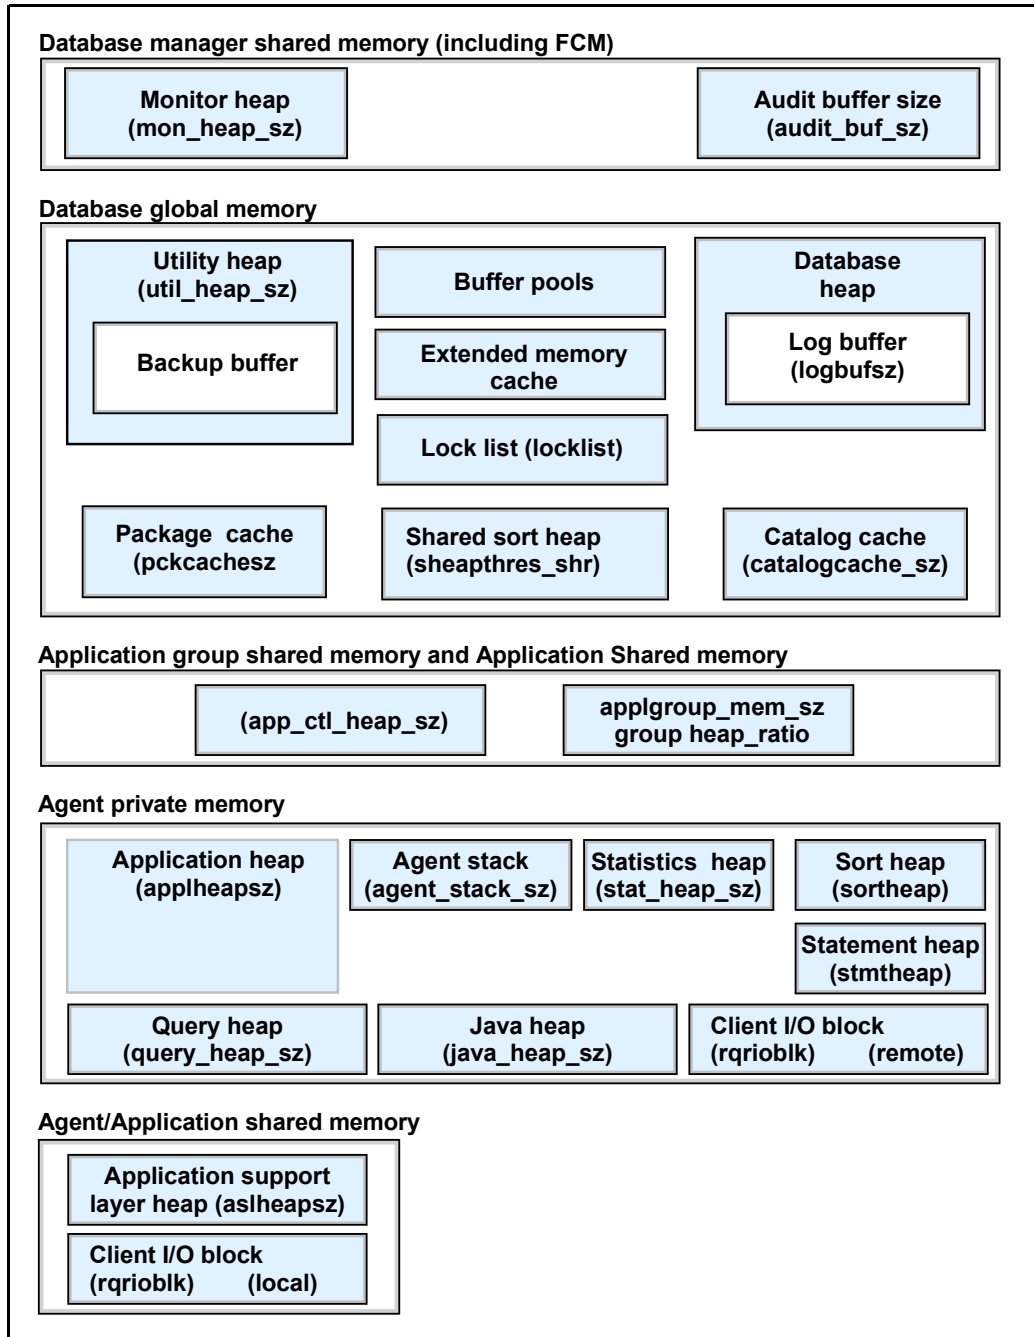 Database manager shared memory (including FCM)
Monitor heap
(mon_heap_sz)
Audit buffer size
(audit_buf_sz)
Database global memory
Utility heap
(util_heap_sz)
Backup buffer
Buffer pools
Extended memory
cache
Lock list (locklist)
Database
heap
Log buffer
(logbufsz)
Package cache
(pckcachesz
Shared sort heap
(sheapthres_shr)
Catalog cache
(catalogcache_sz)
Application group shared memory and Application Shared memory
(app_ctl_heap_sz)
applgroup_mem_sz
group heap_ratio
Agent private memory
Application heap
(applheapsz)
Agent stack
(agent_stack_sz)
Statistics heap
(stat_heap_sz)
Sort heap
(sortheap)
Statement heap
(stmtheap)
Query heap
(query_heap_sz)
Java heap
(java_heap_sz)
Client I/O block
(rqrioblk) (remote)
Agent/Application shared memory
Application support
layer heap (aslheapsz)
Client I/O block
(rqrioblk) (local)